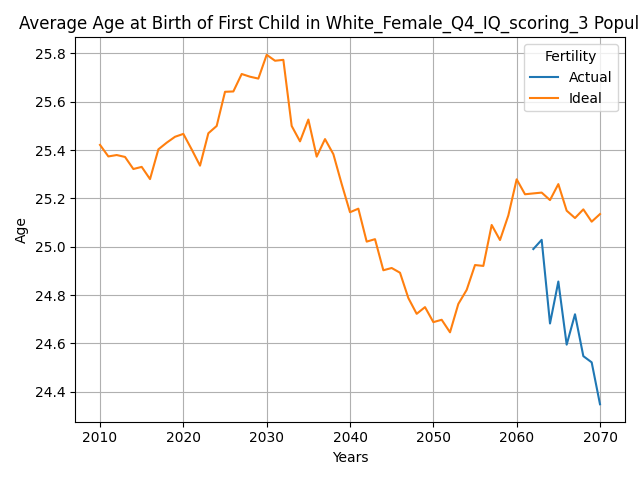 Average Age at Birth of First Child in White_Female_Q4_IQ_scoring_3 Popul
25.8
25.6
25.4
25.2
25.0
24.8
24.6
24.4
Age
Fertility
Actual
Ideal
2010 2020 2030 2040 2050 2060 2070
Years